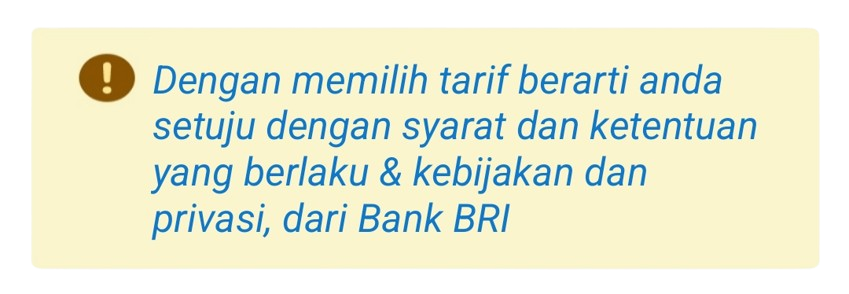 Dengan memilih tarif berarti anda
setuju dengan syarat dan ketentuan
yang berlaku & kebijakan dan
privasi, dari Bank BRI